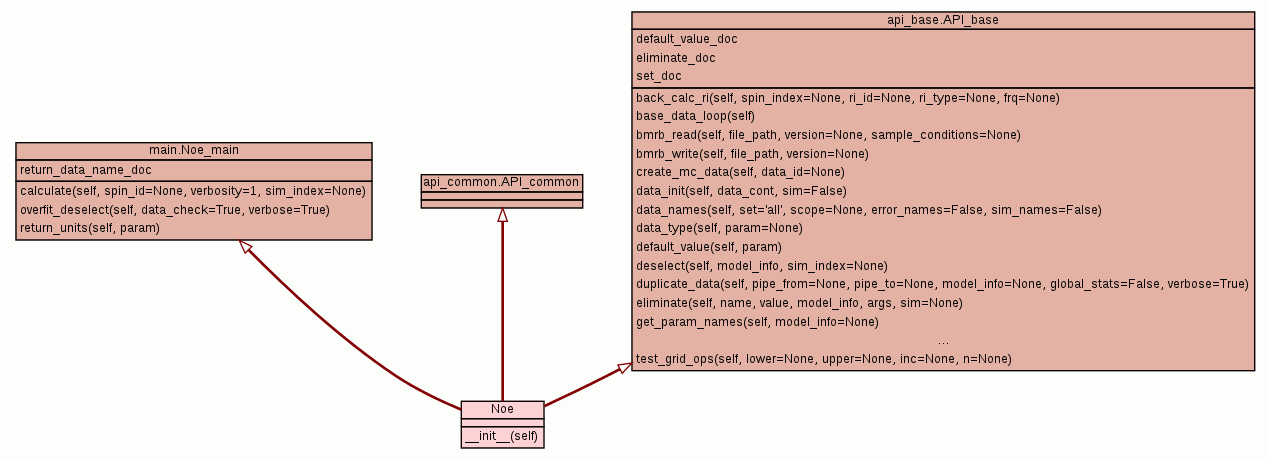 main.Noe_main
return_data_name_doc
calculate(self, spin_id=None, verbosity=1, sim_index=None)
overfit_deselect(self, data_check=True, verbose=True)
return_units(self, param)
api_common.API_common
api_base.API_base
default_value_doc
eliminate_doc
set_doc
back_calc_ri(self, spin_index=None, ri_id=None, ri_type=None, frq=None)
base_data_loop(self)
bmrb_read(self, file_path, version=None, sample_conditions=None)
bmrb_write(self, file_path, version=None)
create_mc_data(self, data_id=None)
data_init(self, data_cont, sim=False)
data_names(self, set='all', scope=None, error_names=False, sim_names=False)
data_type(self, param=None)
default_value(self, param)
deselect(self, model_info, sim_index=None)
duplicate_data(self, pipe_from=None, pipe_to=None, model_info=None, global_stats=False, verbose=True)
eliminate(self, name, value, model_info, args, sim=None)
get_param_names(self, model_info=None)
...
test_grid_ops(self, lower=None, upper=None, inc=None, n=None)
Noe
__init__(self)